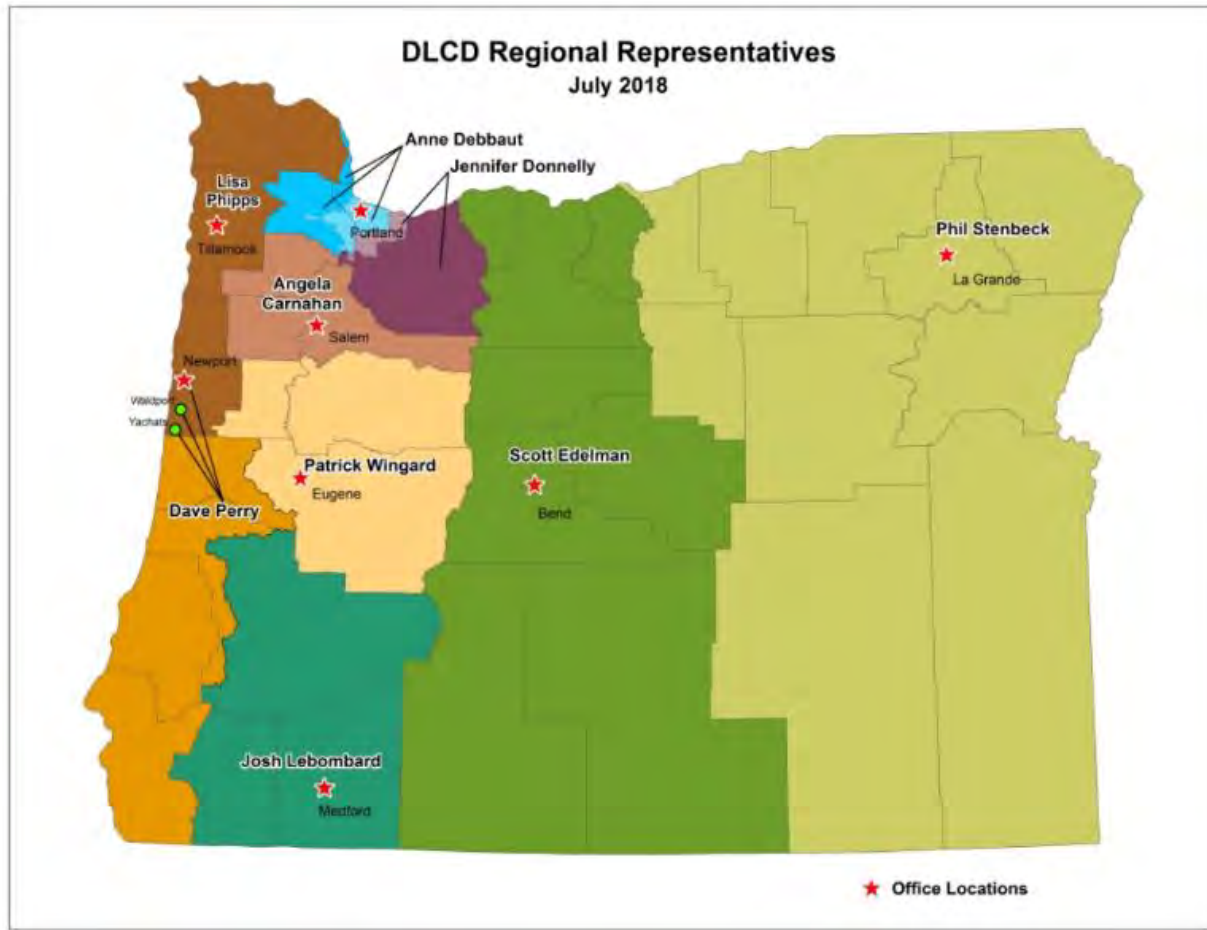 DLCD Regional Representatives
July 2018
Anne Debbaut
Jennifer Donnelly
Lisa
Phipps
Tillamook
Portland
Phil Stenbeck
La Grande
Angela
Carnahan
Salem
Newport
Waldport
Yachats
Patrick Wingard
Eugene
Scott Edelman
Bend
Dave Perry
Josh Lebombard
Medford
Office Locations